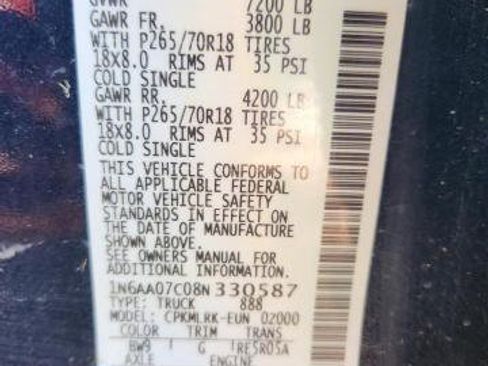 GVWR 7200 LB
GAWR FR. 3800 LB
WITH P265/70R18 TIRES
18x8.0 RIMS AT 35 PSI
COLD SINGLE
GAWR RR. 4200 LB
WITH P265/70R18 TIRES
18x8.0 RIMS AT 35 PSI
COLD SINGLE
THIS VEHICLE CONFORMS TO
ALL APPLICABLE FEDERAL
MOTOR VEHICLE SAFETY
STANDARDS IN EFFECT ON
THE DATE OF MANUFACTURE
SHOWN ABOVE.
SEE OWNERS MANUAL FOR
ADDITIONAL INFORMATION.
1N6AA07C08N330587
TYPE: TRUCK 888
MODEL: CPKMLRK-EUN 02000
COLOR TRIM TRANS
BW9 G RE5R05A
AXLE ENGINE